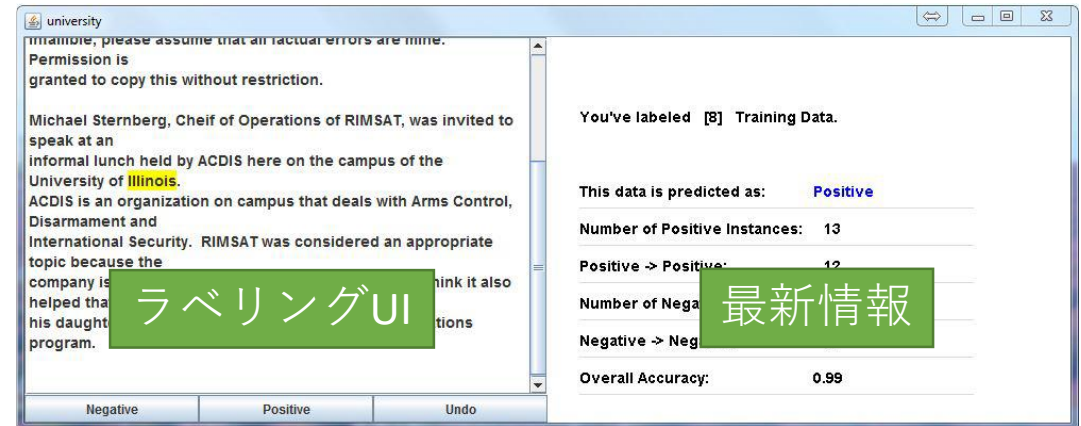 university
infallible, please assume that all factual errors are mine.
Permission is
granted to copy this without restriction.
Michael Sternberg, Cheif of Operations of RIMSAT, was invited to
speak at an
informal lunch held by ACDIS here on the campus of the
University of Illinois.
ACDIS is an organization on campus that deals with Arms Control,
Disarmament and
International Security. RIMSAT was considered an appropriate
topic because the
company is
hink it also
helped tha
his daught
tions
program.
ラベリングUI
Negative Positive Undo
You've labeled [8] Training Data.
This data is predicted as: Positive
Number of Positive Instances: 13
Positive -> Positive: 12
Number of Nega
Negative -> Neg
最新情報
Overall Accuracy: 0.99